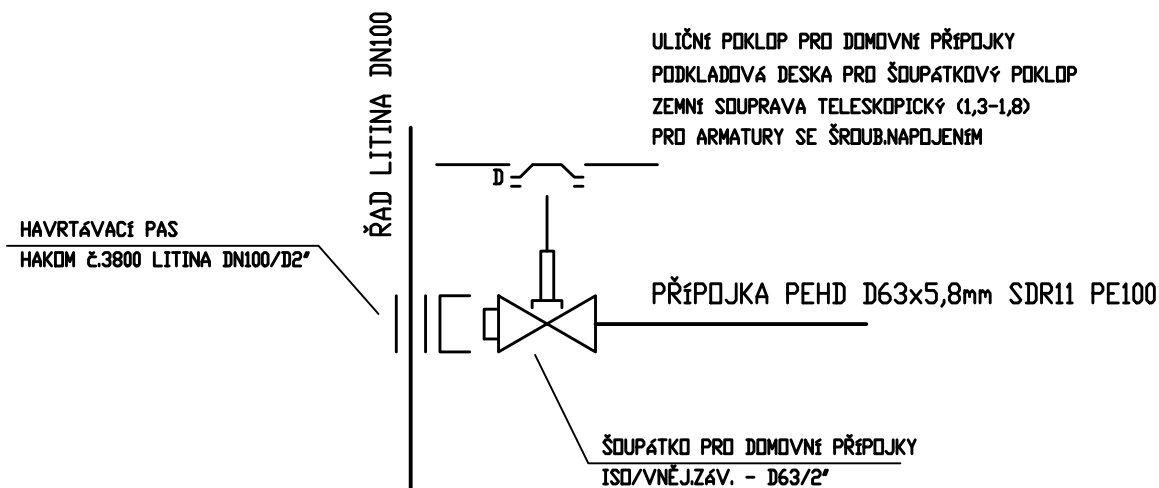 ULIČNÍ POKLOP PRO DOMOVNÍ PŘÍPOJKY
PODKLADOVÁ DESKA PRO ŠOUPÁTKOVÝ POKLOP
ZEMNÍ SOUPRAVA TELESKOPICKÝ (1,3-1,8)
PRO ARMATURY SE ŠROUB.NAPOJENÍM
ŘAD LITINA DN100
D
HAVRTÁVACÍ PAS
HAKOM č.3800 LITINA DN100/D2"
PŘÍPOJKA PEHD D63x5,8mm SDR11 PE100
ŠOUPÁTKO PRO DOMOVNÍ PŘÍPOJKY
ISO/VNĚJ.ZÁV. - D63/2"